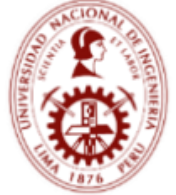 UNIVERSIDAD NACIONAL DE INGENIERIA
SCIENTIA ET LABOR
LIMA 1876 PERU